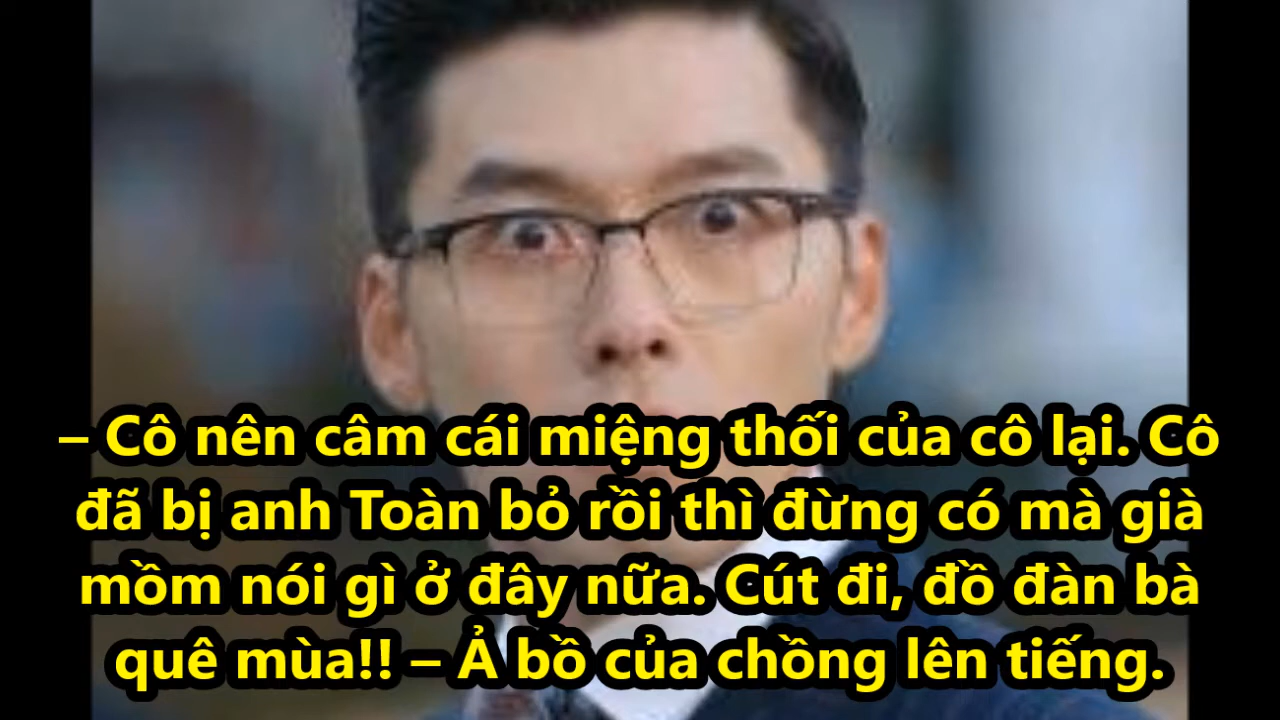 – Cô nên câm cái miệng thối của cô lại. Cô
đã bị anh Toàn bỏ rồi thì đừng có mà già
mồm nói gì ở đây nữa. Cút đi, đồ đàn bà
quê mùa!! – Ả bồ của chồng lên tiếng.